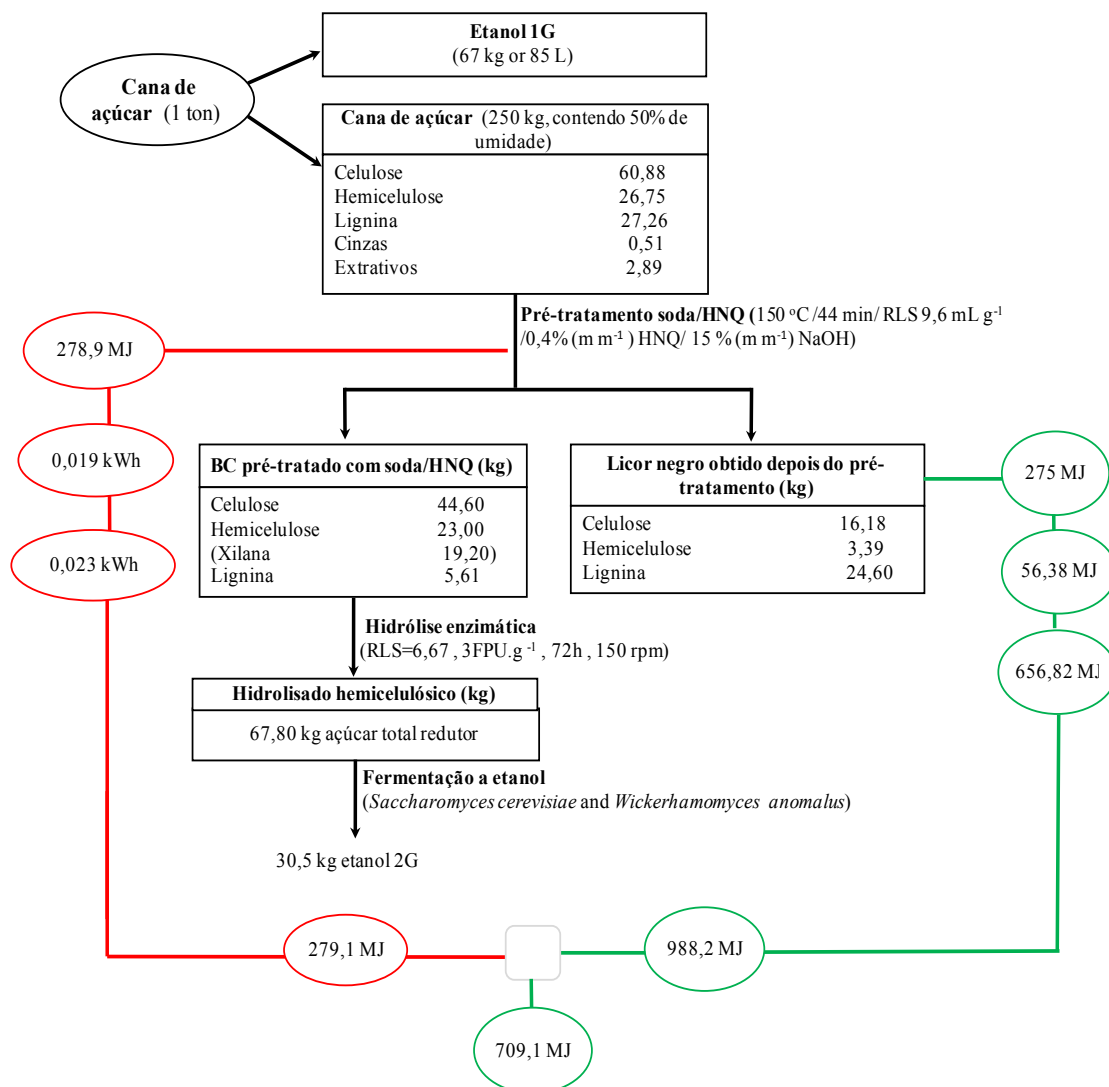 Etanol 1G
(67 kg or 85 L)
Cana de
açúcar (1 ton)
Cana de açúcar (250 kg, contendo 50% de
umidade)
Celulose 60,88
Hemicelulose 26,75
Lignina 27,26
Cinzas 0,51
Extrativos 2,89
Pré-tratamento soda/HNQ (150 ºC /44 min/ RLS 9,6 mL g⁻¹
/0,4% (m m⁻¹ ) HNQ/ 15 % (m m⁻¹) NaOH)
278,9 MJ
0,019 kWh
0,023 kWh
BC pré-tratado com soda/HNQ (kg)
Celulose 44,60
Hemicelulose 23,00
(Xilana 19,20)
Lignina 5,61
Licor negro obtido depois do pré-
tratamento (kg)
Celulose 16,18
Hemicelulose 3,39
Lignina 24,60
275 MJ
56,38 MJ
656,82 MJ
Hidrólise enzimática
(RLS=6,67 , 3FPU.g ⁻¹ , 72h , 150 rpm)
Hidrolisado hemicelulósico (kg)
67,80 kg açúcar total redutor
Fermentação a etanol
(Saccharomyces cerevisiae and Wickerhamomyces anomalus)
30,5 kg etanol 2G
279,1 MJ
988,2 MJ
709,1 MJ